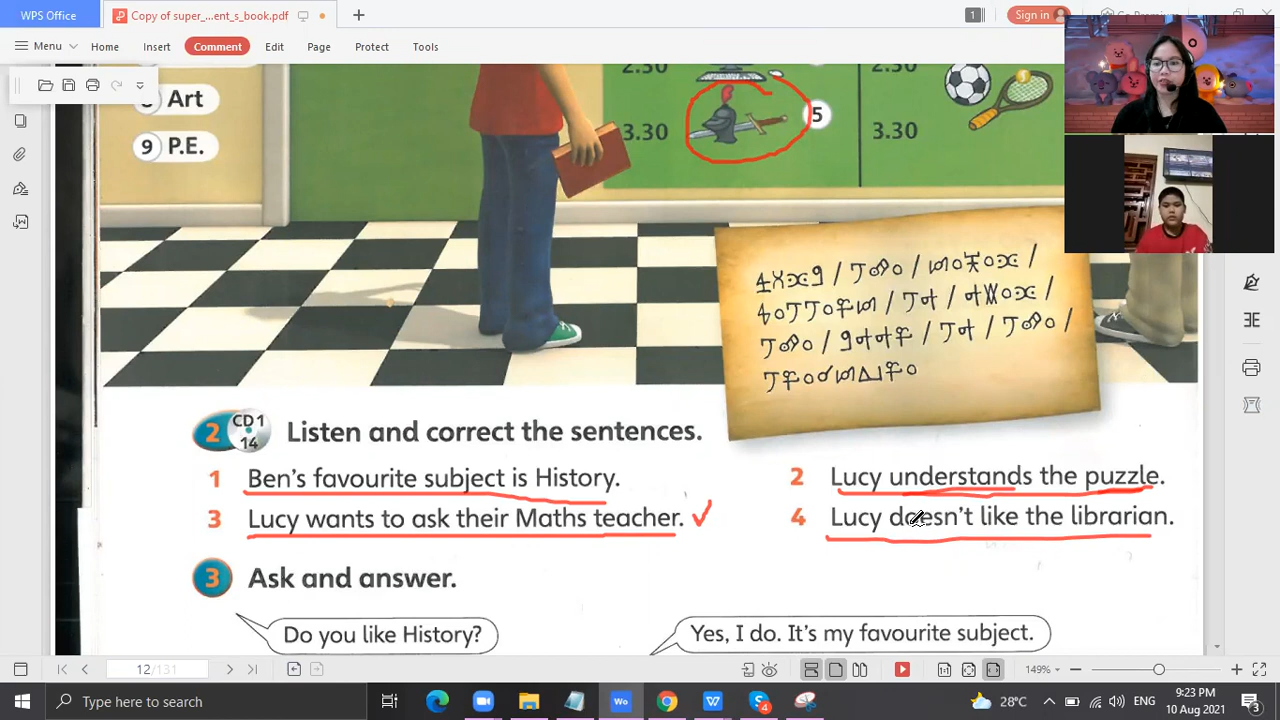 WPS Office
Copy of super_...ent_s_book.pdf
1
Sign in
Go Premium
Menu
Home
Insert
Comment
Edit
Page
Protect
Tools
2.30
2.30
Art
5
3.30
3.30
9 P.E.
2 CD1 14 Listen and correct the sentences.
1 Ben's favourite subject is History.
2 Lucy understands the puzzle.
3 Lucy wants to ask their Maths teacher.
4 Lucy doesn't like the librarian.
3 Ask and answer.
Do you like History?
Yes, I do. It's my favourite subject.
12/131
149%
Type here to search
28°C
ENG
9:23 PM
10 Aug 2021